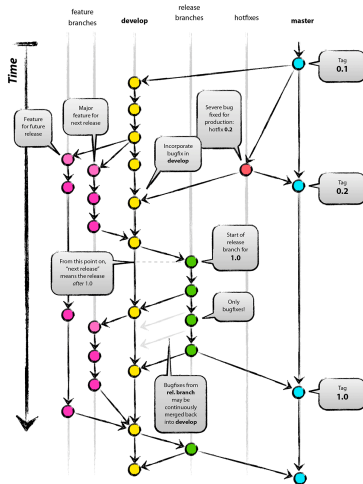 feature
branches
develop
release
branches
hotfixes
master
Time
Tag
0.1
Major
feature for
next release
Feature
for future
release
Severe bug
fixed for
production:
hotfix 0.2
Incorporate
bugfix in
develop
Tag
0.2
Start of
release
branch for
1.0
From this point on,
"next release"
means the release
after 1.0
Only
bugfixes!
Bugfixes from
rel. branch
may be
continuously
merged back
into develop
Tag
1.0